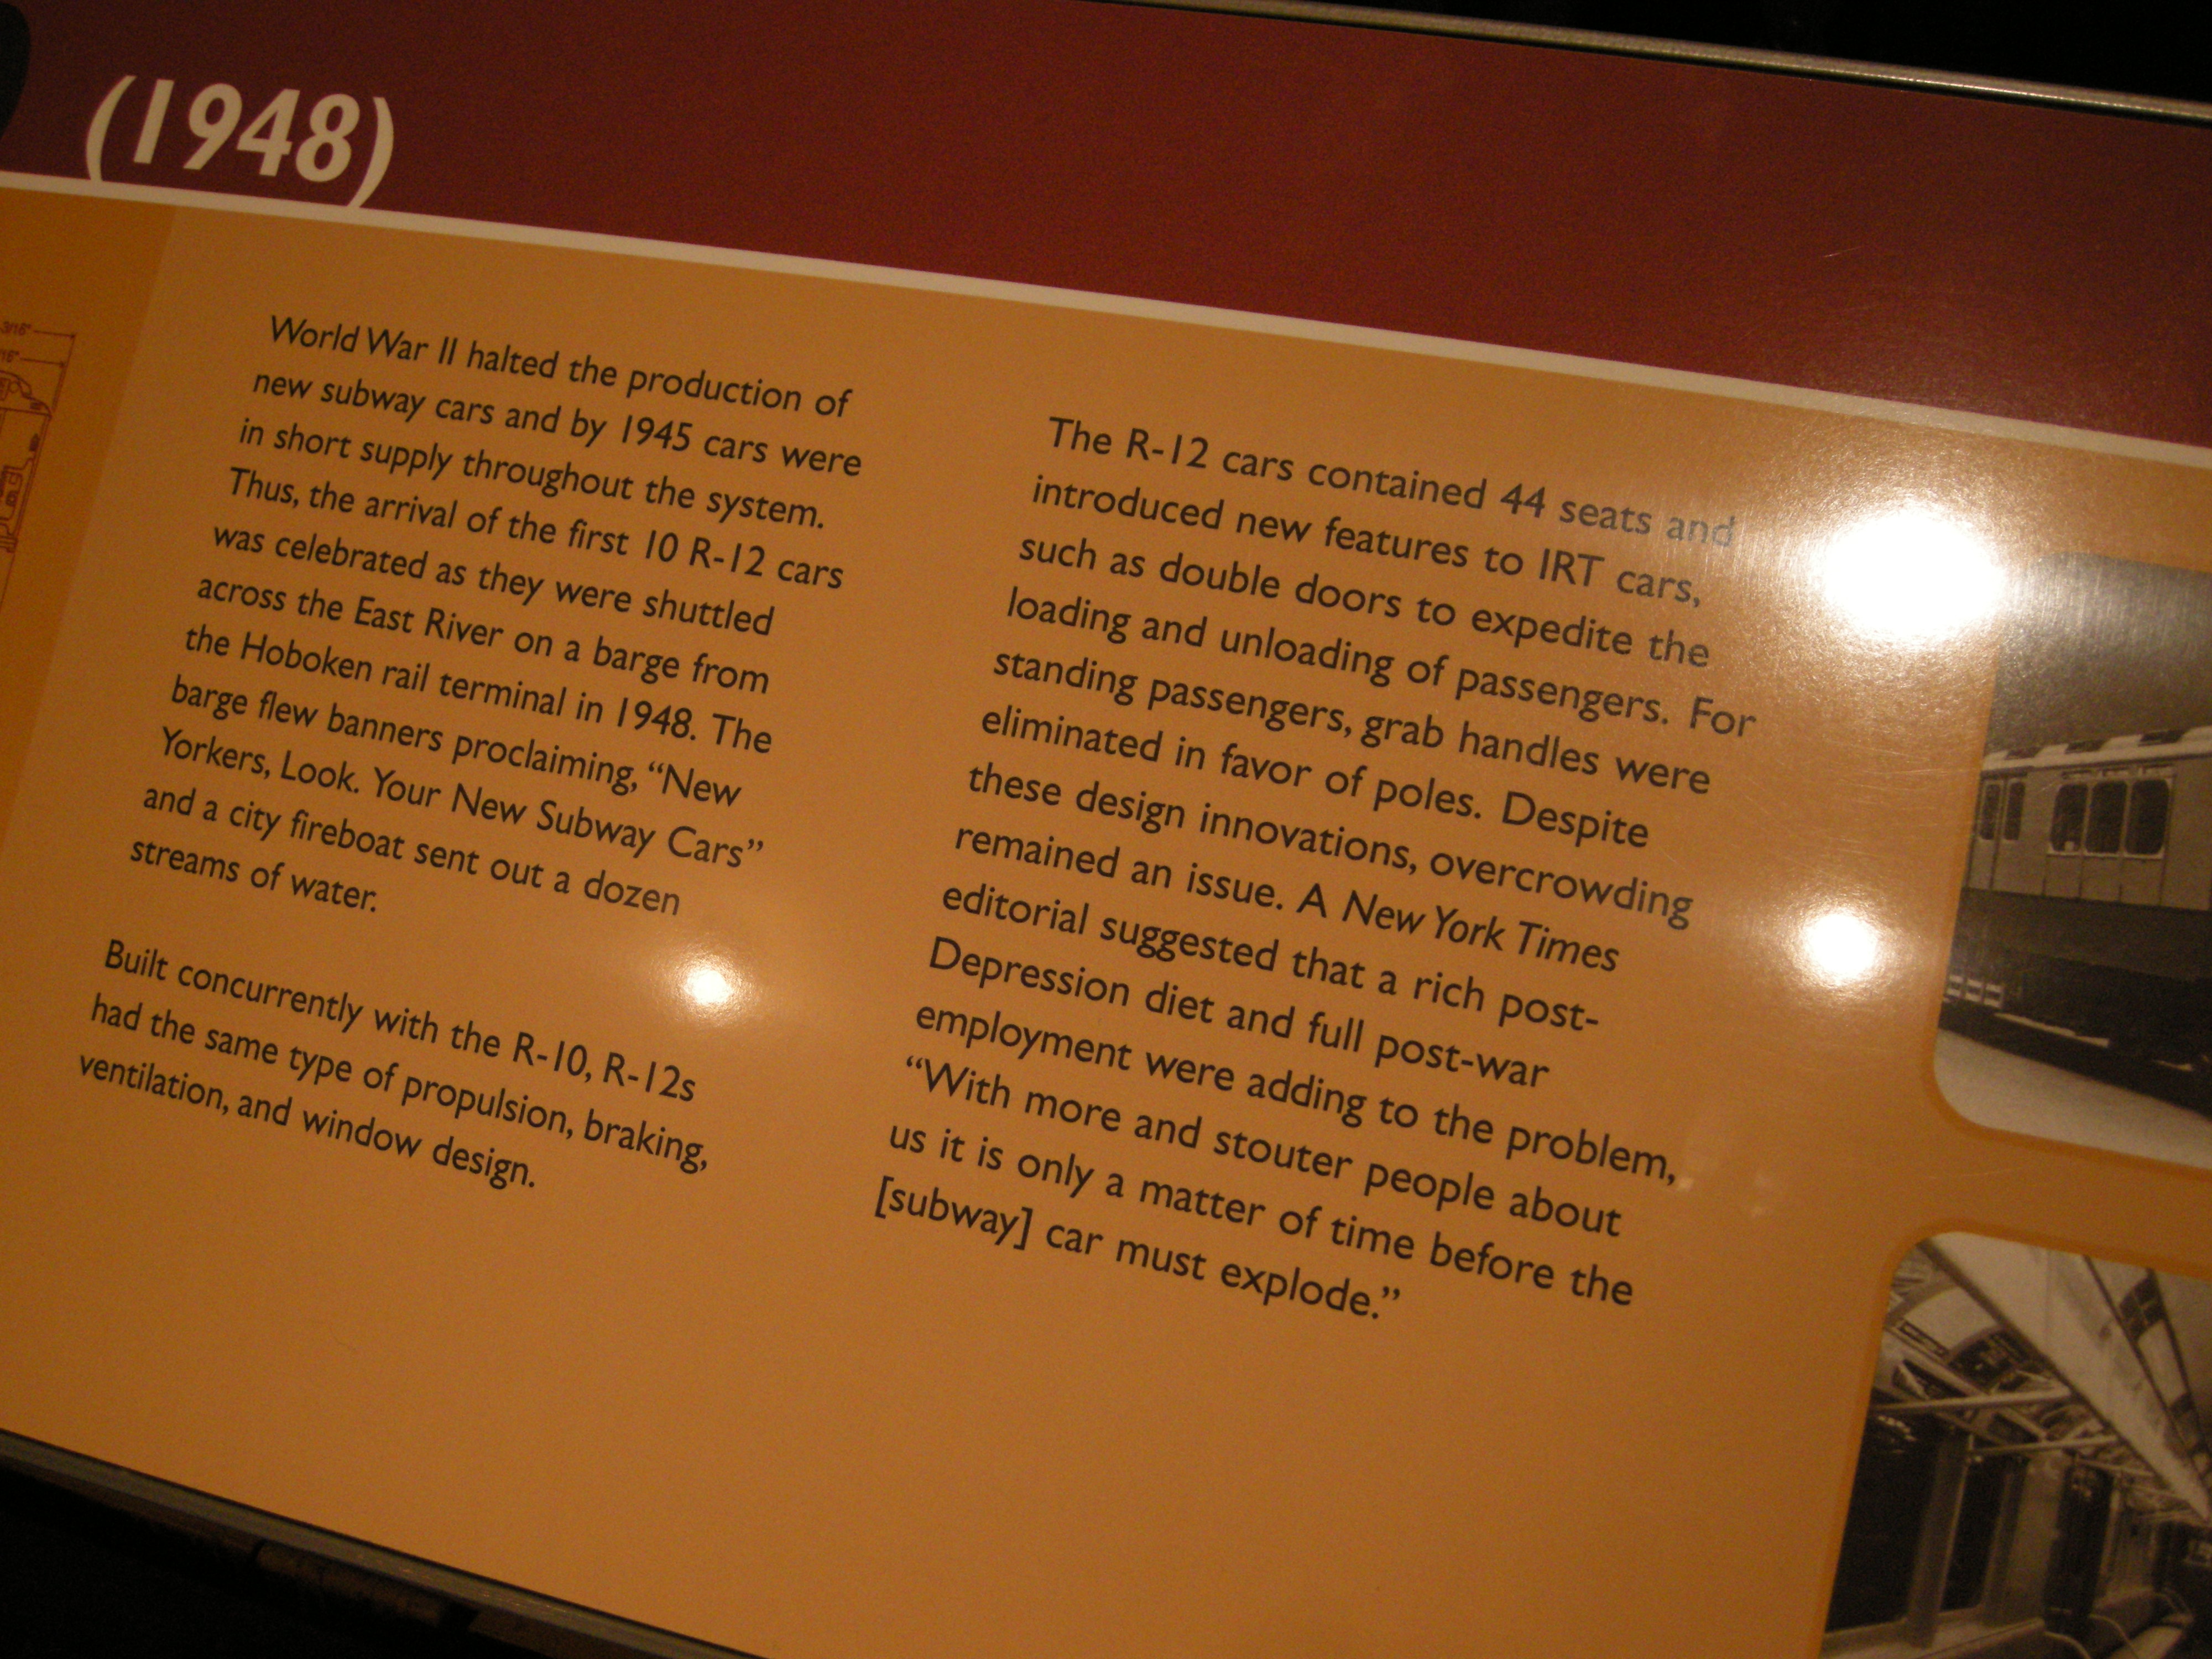 (1948)
3/16"
16"
World War II halted the production of
new subway cars and by 1945 cars were
in short supply throughout the system.
Thus, the arrival of the first 10 R-12 cars
was celebrated as they were shuttled
across the East River on a barge from
the Hoboken rail terminal in 1948. The
barge flew banners proclaiming, “New
Yorkers, Look. Your New Subway Cars”
and a city fireboat sent out a dozen
streams of water.
Built concurrently with the R-10, R-12s
had the same type of propulsion, braking,
ventilation, and window design.
The R-12 cars contained 44 seats and
introduced new features to IRT cars,
such as double doors to expedite the
loading and unloading of passengers. For
standing passengers, grab handles were
eliminated in favor of poles. Despite
these design innovations, overcrowding
remained an issue. A New York Times
editorial suggested that a rich post-
Depression diet and full post-war
employment were adding to the problem,
“With more and stouter people about
us it is only a matter of time before the
[subway] car must explode.”